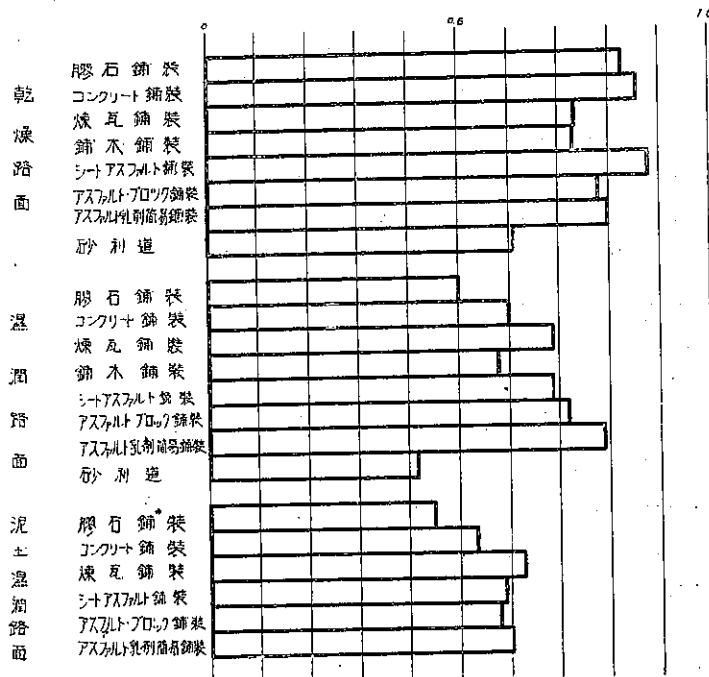 0 0.6 1.0
乾燥路面
膠石鋪装
コンクリート鋪装
煉瓦鋪装
鋪木鋪装
シートアスファルト鋪装
アスファルト・ブロック鋪装
アスファルト乳剤簡易鋪装
砂利道
濕潤路面
膠石鋪装
コンクリート鋪装
煉瓦鋪装
鋪木鋪装
シートアスファルト鋪装
アスファルトブロック鋪装
アスファルト乳剤簡易鋪装
砂利道
泥土濕潤路面
膠石鋪装
コンクリート鋪装
煉瓦鋪装
シートアスファルト鋪装
アスファルト・ブロック鋪装
アスファルト乳剤簡易鋪装